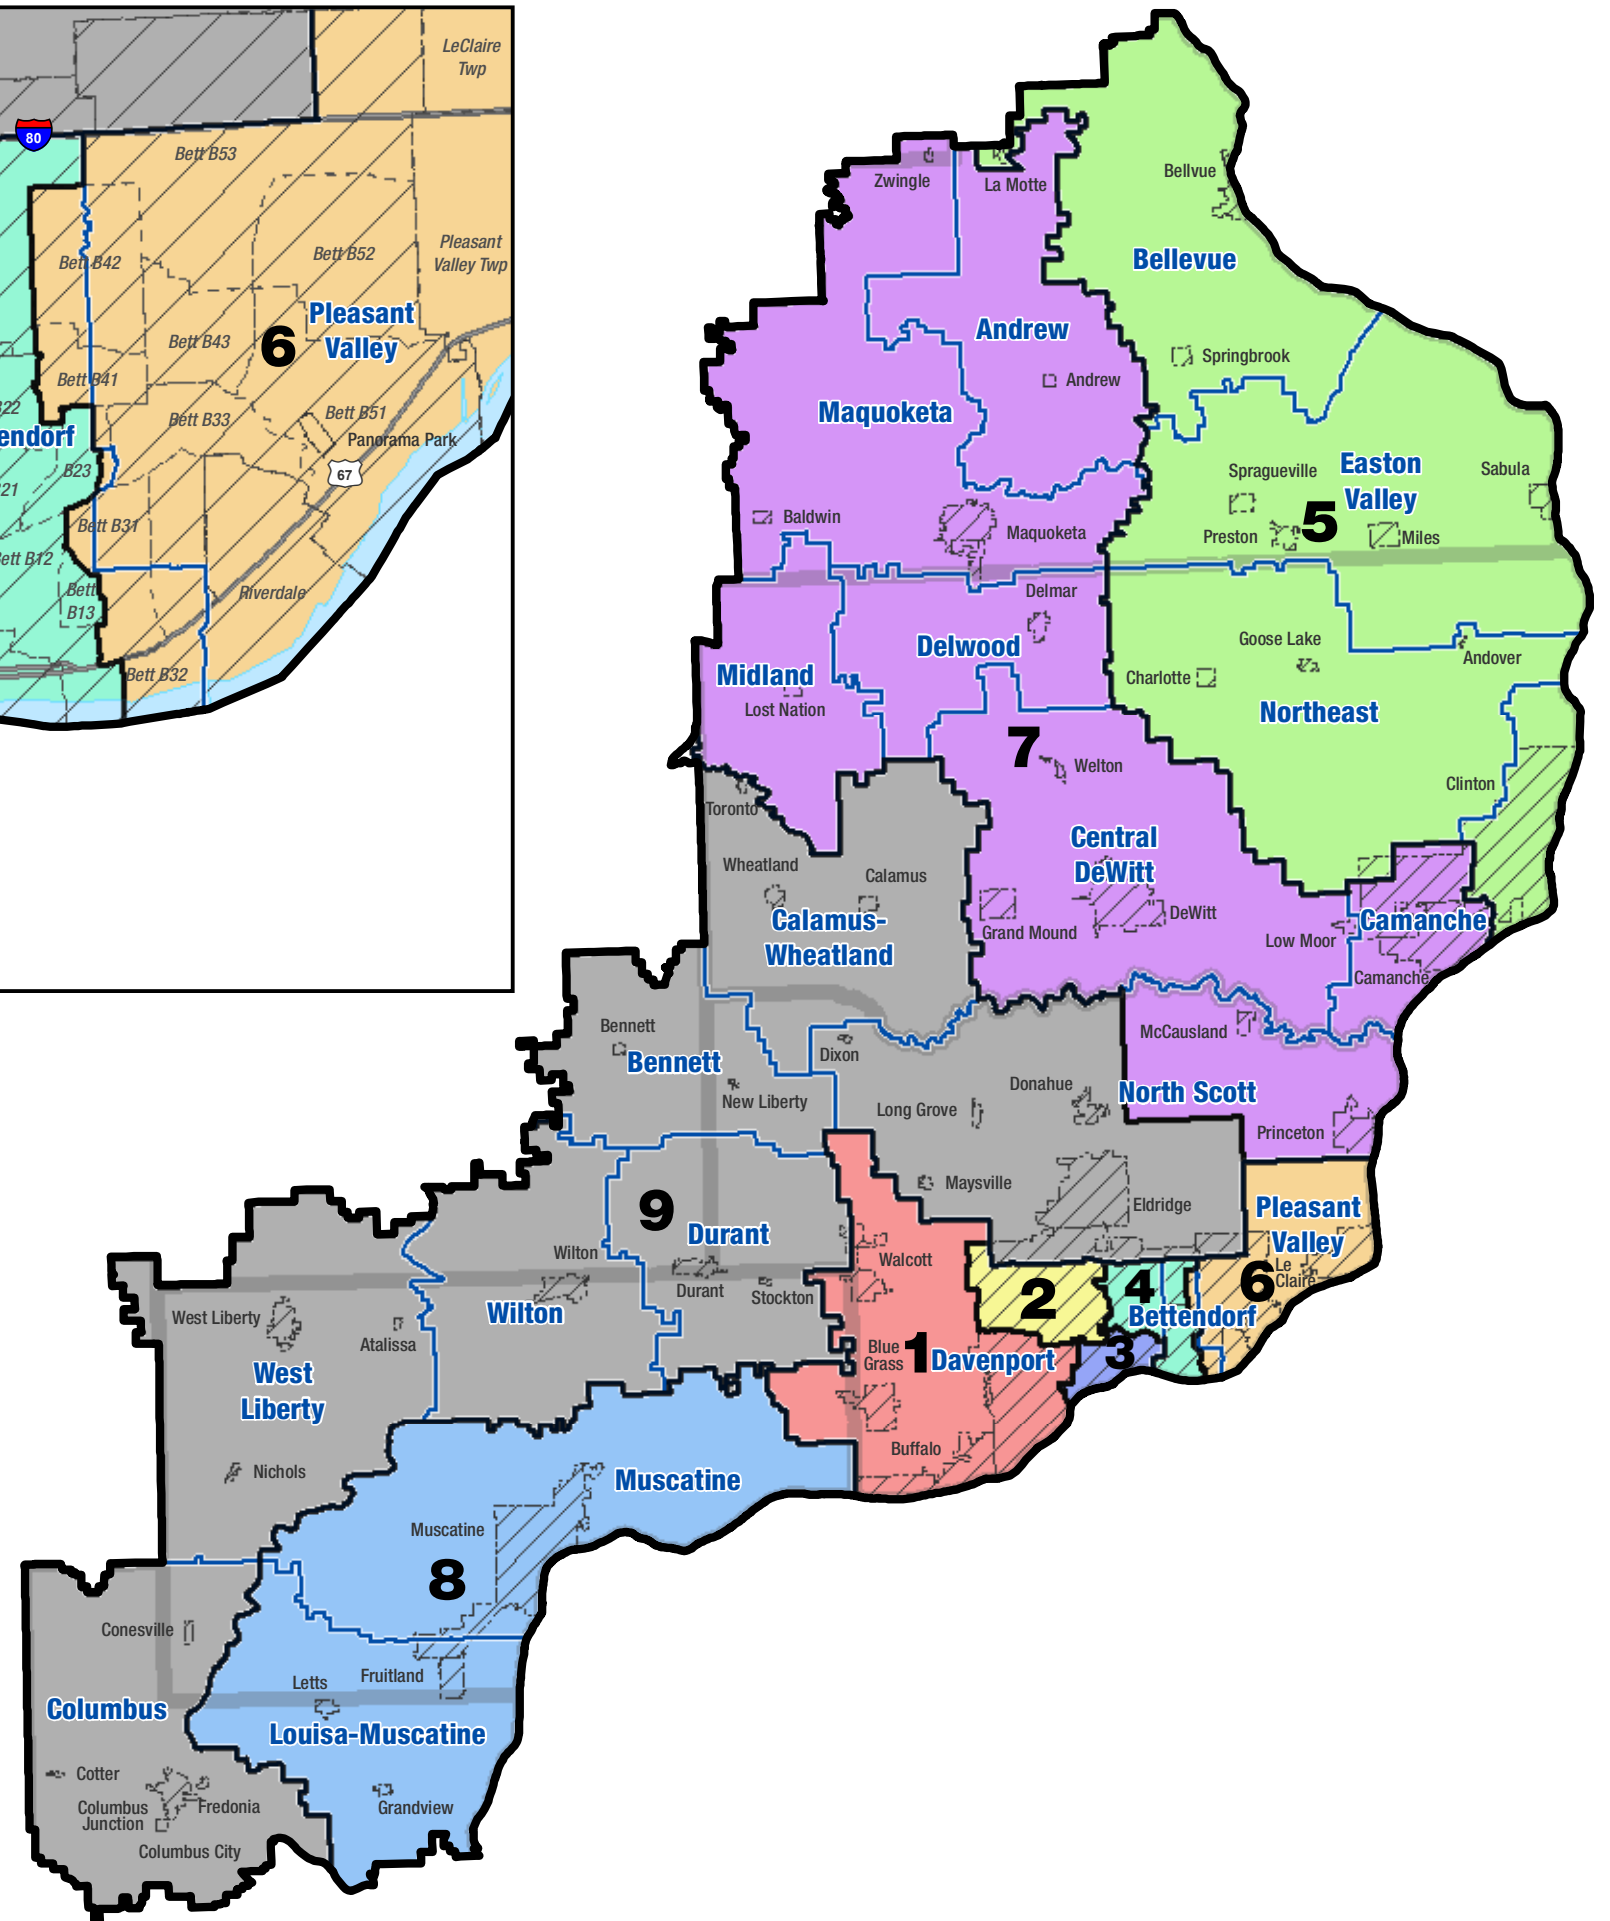 LeClaire
Twp
80
Bett B53
Bett B42
Bett B52
Pleasant
Valley Twp
Pleasant
Valley
6
Bett B43
Bett B41
B22
Bett B33
Bett B51
Panorama Park
endorf
B23
67
21
Bett B31
ett B12
Bett
B13
Riverdale
Bett B32
Zwingle
La Motte
Bellvue
Bellevue
Andrew
Springbrook
Andrew
Maquoketa
Spragueville
Easton
Valley
Sabula
Baldwin
Maquoketa
Preston
5
Miles
Delmar
Delwood
Goose Lake
Andover
Midland
Charlotte
Lost Nation
Northeast
7
Welton
Clinton
Toronto
Central
DeWitt
Wheatland
Calamus
Calamus-
Wheatland
Grand Mound
DeWitt
Low Moor
Camanche
Camanche
Bennett
Bennett
Dixon
McCausland
New Liberty
Long Grove
Donahue
North Scott
Princeton
Maysville
Eldridge
9
Durant
Pleasant
Valley
Wilton
Walcott
Le
Claire
6
Durant
Stockton
2
4
Bettendorf
West Liberty
Wilton
Atalissa
Blue
Grass
1
Davenport
3
West
Liberty
Buffalo
Nichols
Muscatine
Muscatine
8
Conesville
Letts
Fruitland
Columbus
Louisa-Muscatine
Cotter
Columbus
Junction
Fredonia
Grandview
Columbus City